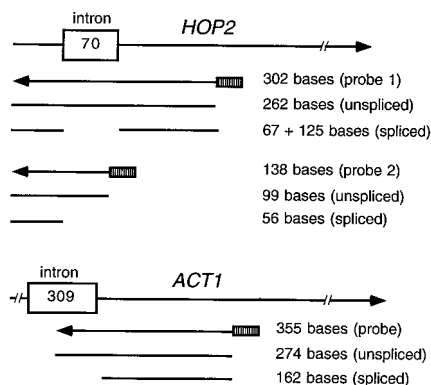 intron
70
HOP2
302 bases (probe 1)
262 bases (unspliced)
67 + 125 bases (spliced)
138 bases (probe 2)
99 bases (unspliced)
56 bases (spliced)
intron
309
ACT1
355 bases (probe)
274 bases (unspliced)
162 bases (spliced)